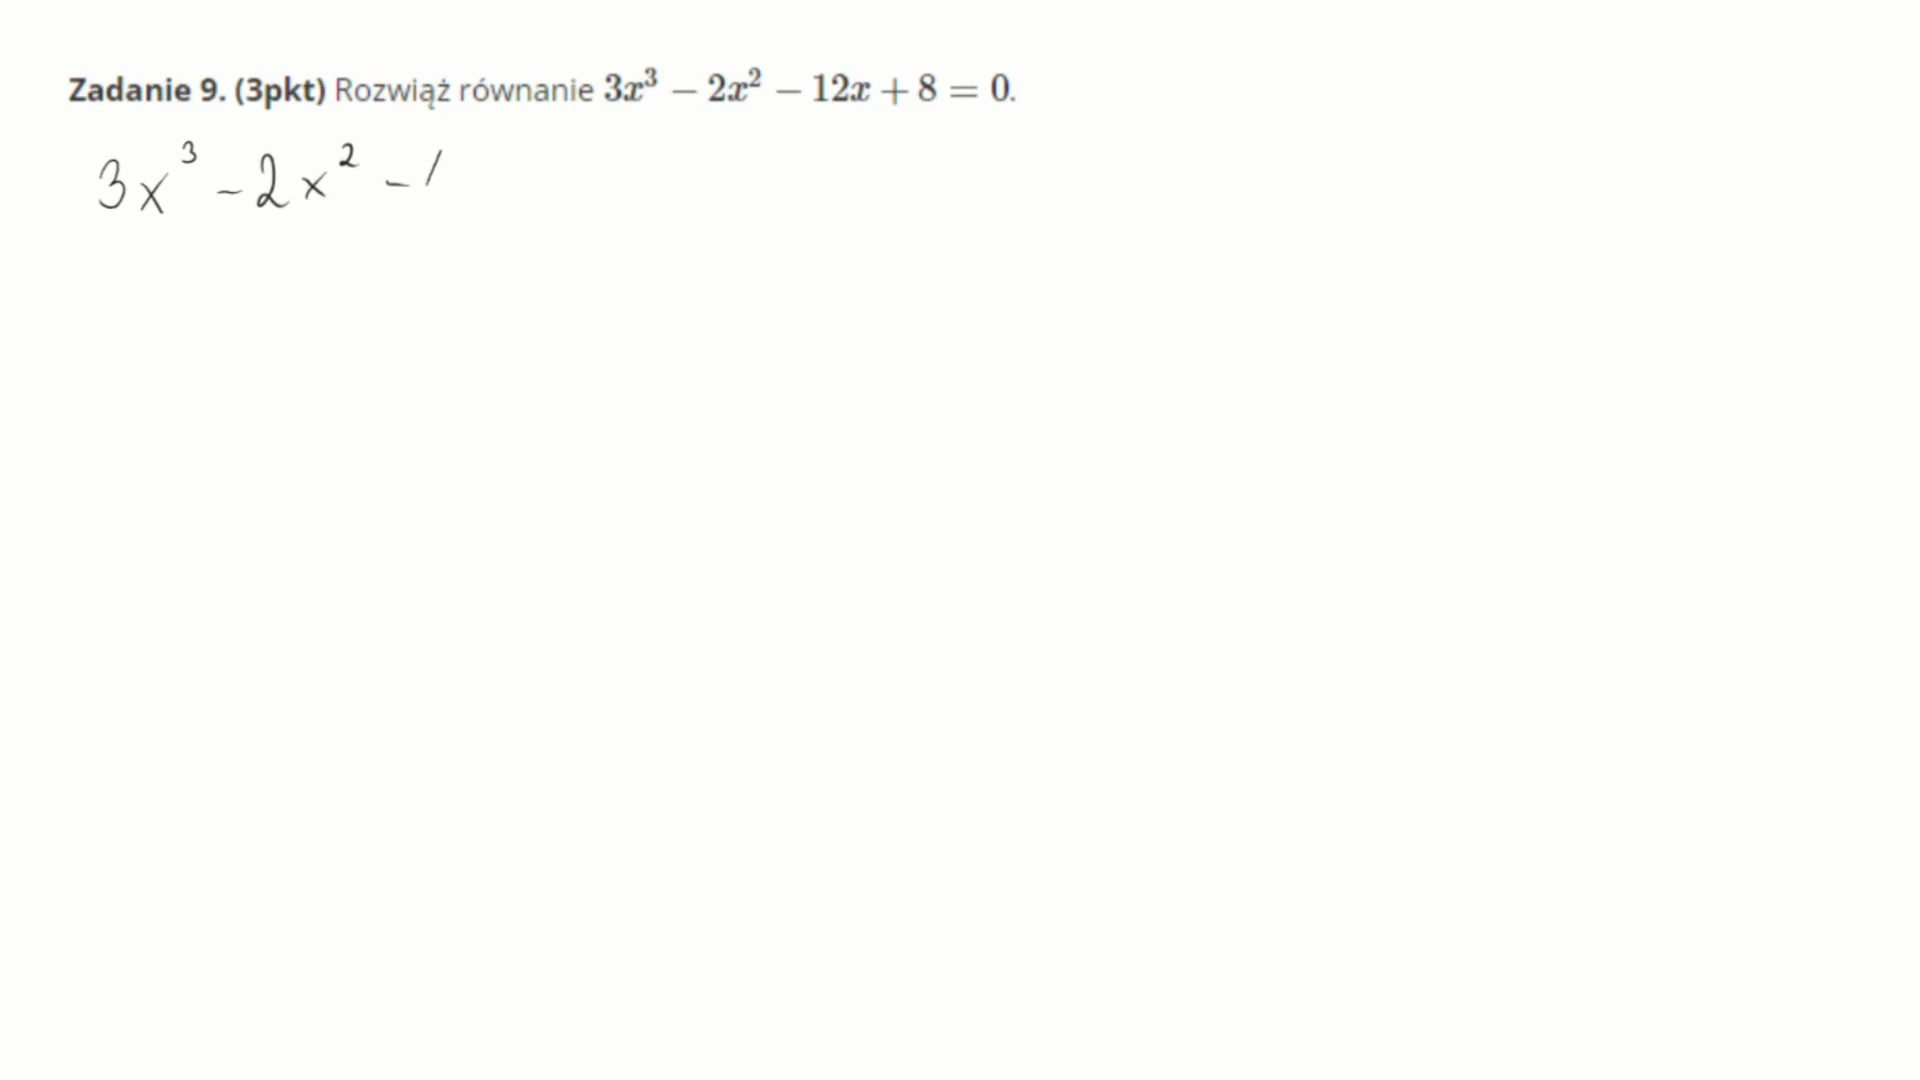 Zadanie 9. (3pkt) Rozwiąż równanie 3x³ − 2x² − 12x + 8 = 0.
3x³ - 2x² - /